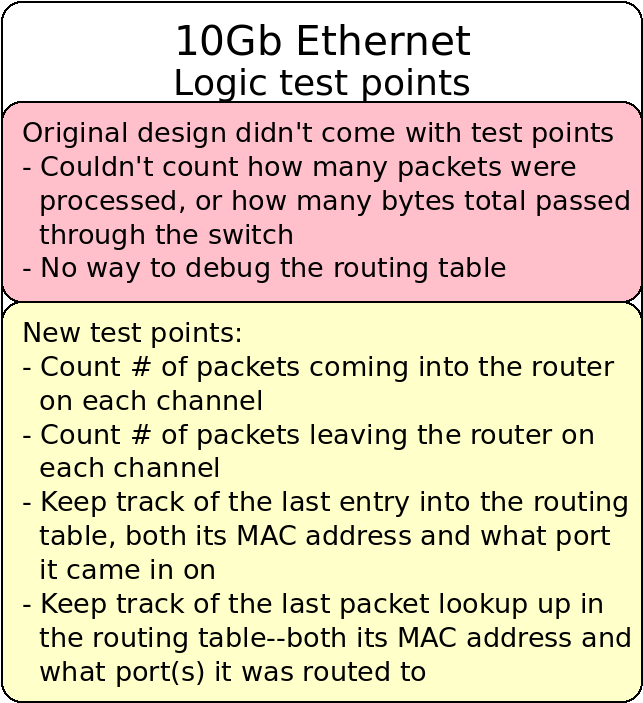 10Gb Ethernet
Logic test points
Original design didn't come with test points
- Couldn't count how many packets were
processed, or how many bytes total passed
through the switch
- No way to debug the routing table
New test points:
- Count # of packets coming into the router
on each channel
- Count # of packets leaving the router on
each channel
- Keep track of the last entry into the routing
table, both its MAC address and what port
it came in on
- Keep track of the last packet lookup up in
the routing table--both its MAC address and
what port(s) it was routed to